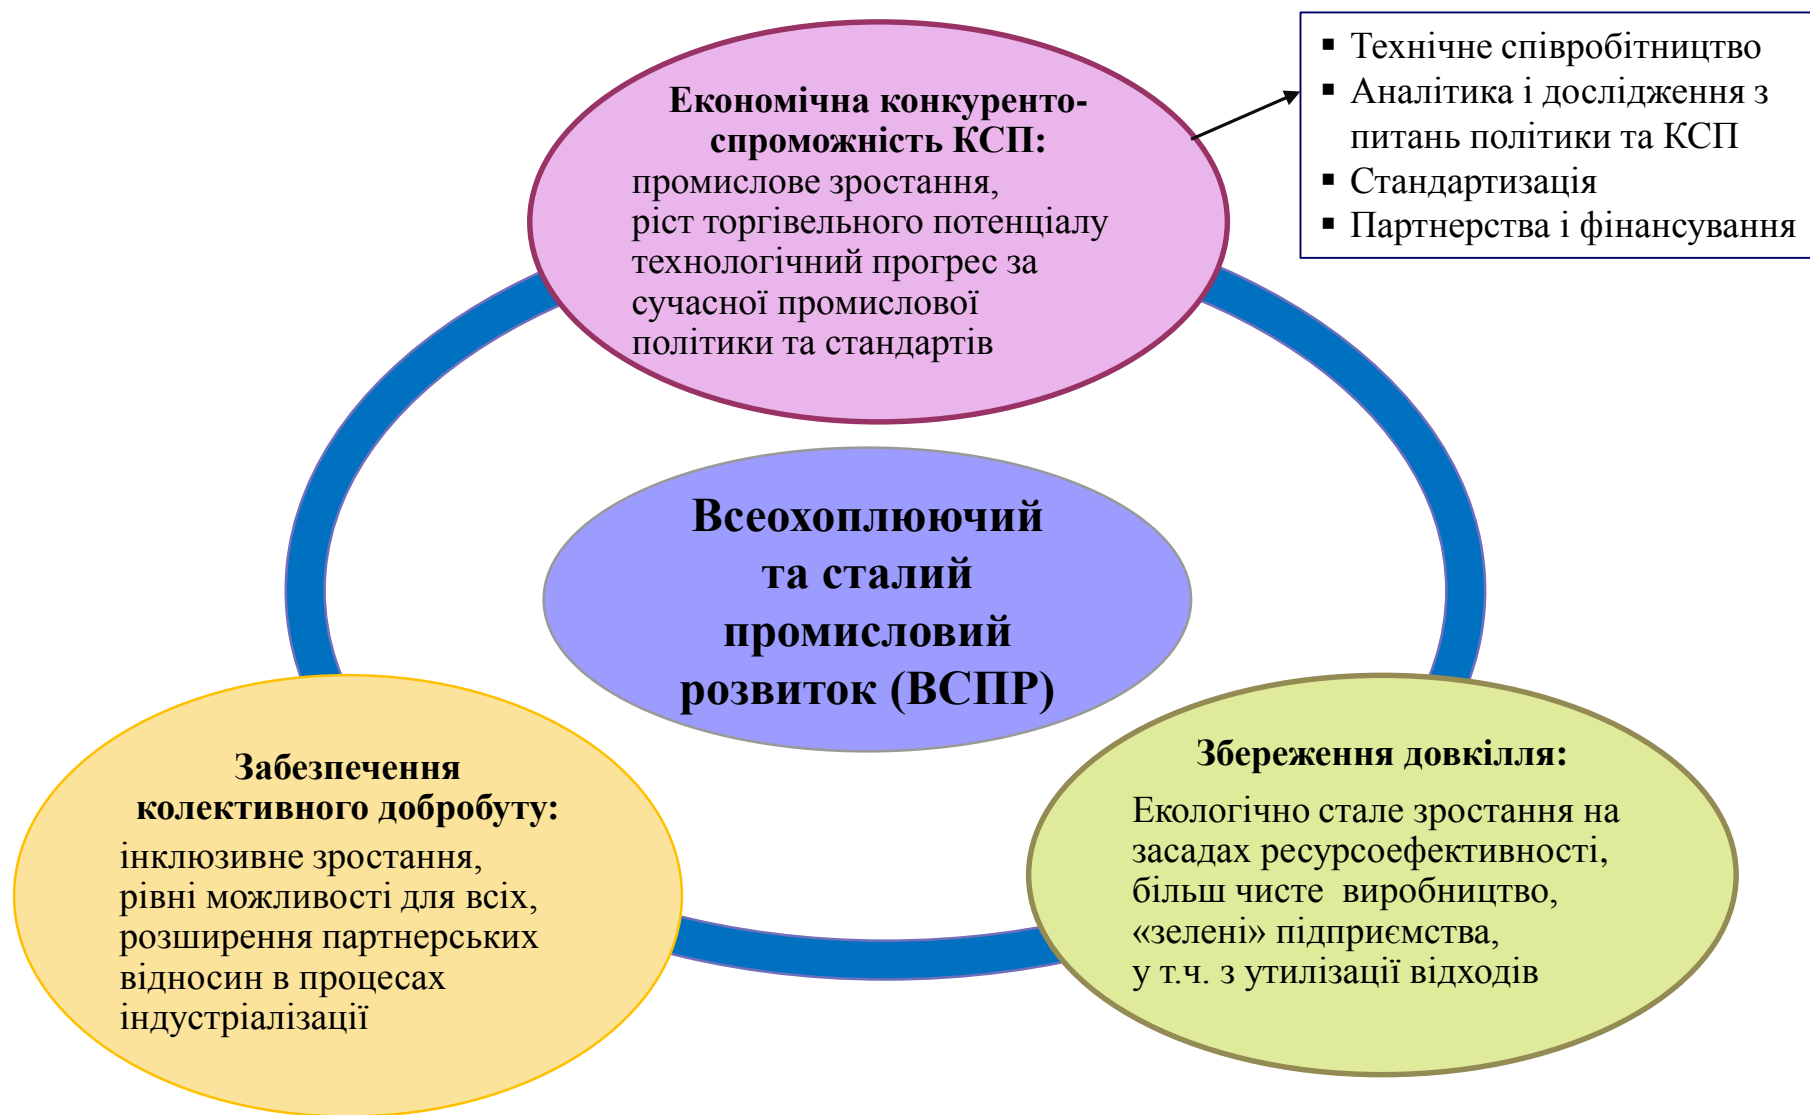 Економічна конкуренто-
спроможність КСП:
промислове зростання,
ріст торгівельного потенціалу
технологічний прогрес за
сучасної промислової
політики та стандартів
▪ Технічне співробітництво
▪ Аналітика і дослідження з
питань політики та КСП
▪ Стандартизація
▪ Партнерства і фінансування
Всеохоплюючий
та сталий
промисловий
розвиток (ВСПР)
Забезпечення
колективного добробуту:
інклюзивне зростання,
рівні можливості для всіх,
розширення партнерських
відносин в процесах
індустріалізації
Збереження довкілля:
Екологічно стале зростання на
засадах ресурсоефективності,
більш чисте виробництво,
«зелені» підприємства,
у т.ч. з утилізації відходів